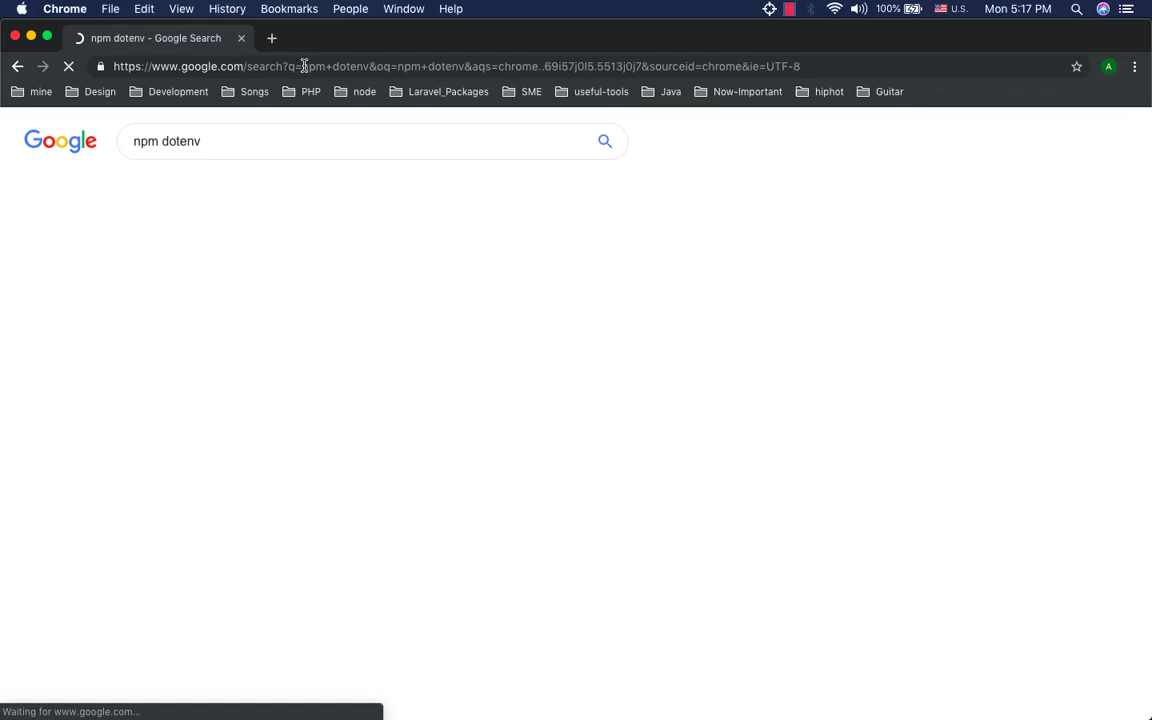 Chrome File Edit View History Bookmarks People Window Help 100% U.S. Mon 5:17 PM
npm dotenv - Google Search
https://www.google.com/search?q=npm+dotenv&oq=npm+dotenv&aqs=chrome..69i57j0l5.5513j0j7&sourceid=chrome&ie=UTF-8 A
mine Design Development Songs PHP node Laravel_Packages SME useful-tools Java Now-Important hiphot Guitar
Google npm dotenv
Waiting for www.google.com...